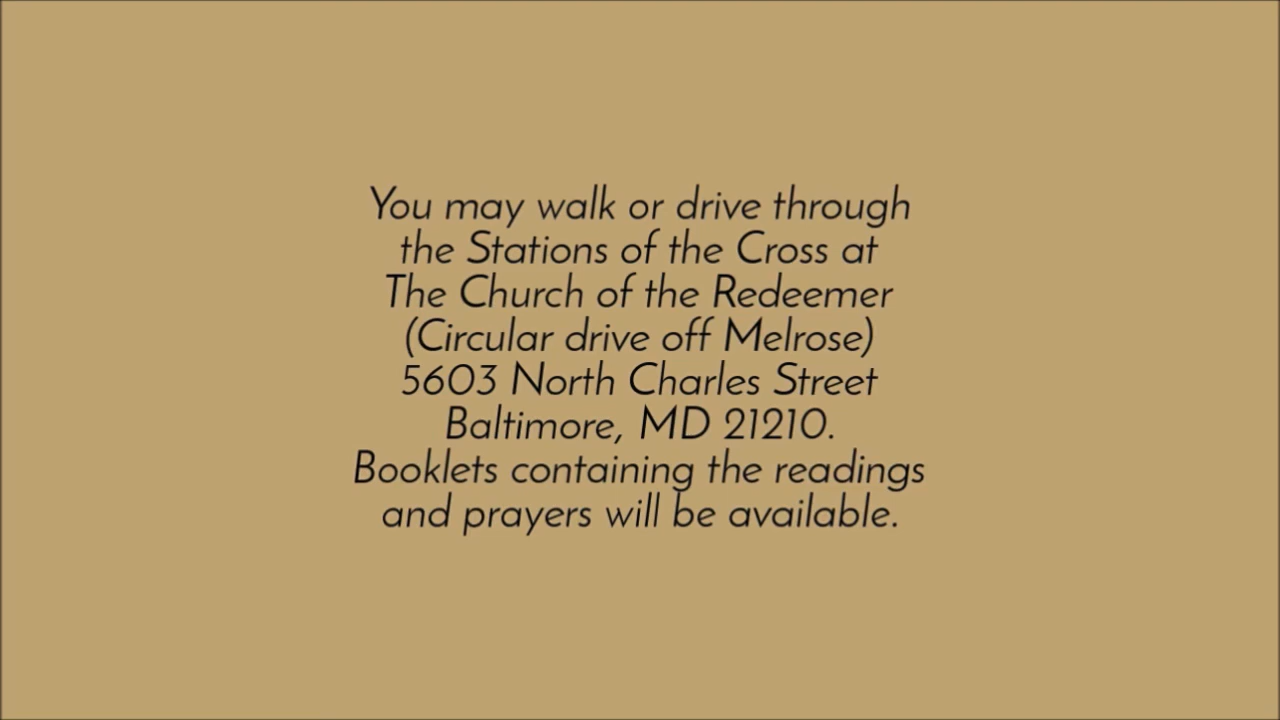 You may walk or drive through
the Stations of the Cross at
The Church of the Redeemer
(Circular drive off Melrose)
5603 North Charles Street
Baltimore, MD 21210.
Booklets containing the readings
and prayers will be available.